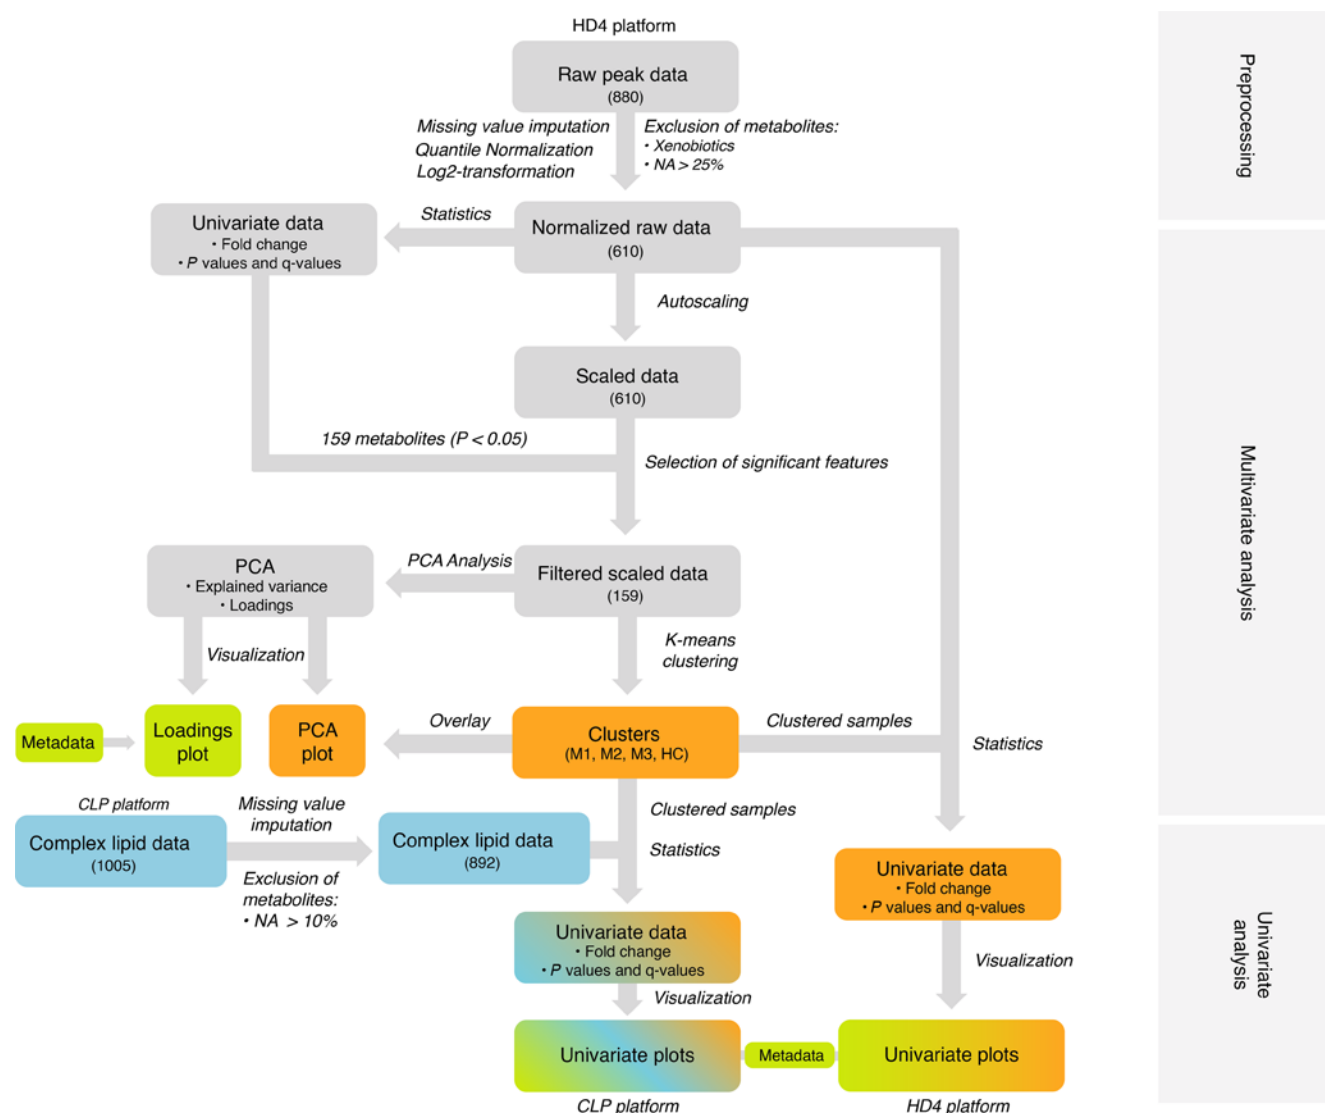 HD4 platform
Raw peak data
(880)
Missing value imputation
Quantile Normalization
Log2-transformation
Exclusion of metabolites:
• Xenobiotics
• NA > 25%
Preprocessing
Univariate data
• Fold change
• P values and q-values
Statistics
Normalized raw data
(610)
Autoscaling
Scaled data
(610)
159 metabolites (P < 0.05)
Selection of significant features
Multivariate analysis
PCA
• Explained variance
• Loadings
PCA Analysis
Filtered scaled data
(159)
Visualization
K-means
clustering
Metadata
Loadings
plot
PCA
plot
Overlay
Clusters
(M1, M2, M3, HC)
Clustered samples
Statistics
CLP platform
Complex lipid data
(1005)
Missing value
imputation
Exclusion of
metabolites:
• NA > 10%
Complex lipid data
(892)
Clustered samples
Statistics
Univariate data
• Fold change
• P values and q-values
Univariate data
• Fold change
• P values and q-values
Univariate
analysis
Visualization
Visualization
Univariate plots
Metadata
Univariate plots
CLP platform
HD4 platform